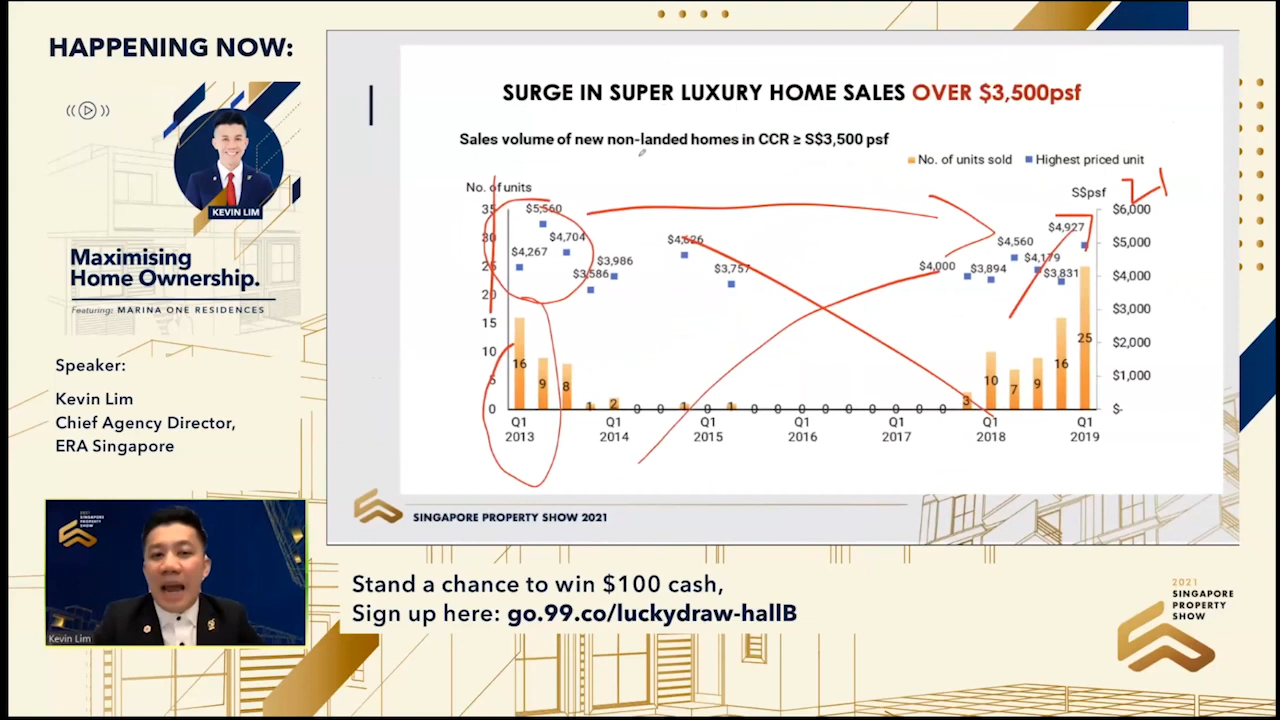 HAPPENING NOW:
KEVIN LIM
Maximising
Home Ownership.
Featuring: MARINA ONE RESIDENCES
Speaker:
Kevin Lim
Chief Agency Director,
ERA Singapore
2021
SINGAPORE
PROPERTY
SHOW
Kevin Lim
SURGE IN SUPER LUXURY HOME SALES OVER $3,500psf
Sales volume of new non-landed homes in CCR ≥ S$3,500 psf
No. of units sold Highest priced unit
No. of units
S$psf
21
35 30 25 20 15 10 5 0
$6,000 $5,000 $4,000 $3,000 $2,000 $1,000 $-
$4,267 $5,560 $4,704 $3,586 $3,986 $4,626 $3,757 $4,000 $3,894 $4,560 $4,179 $3,831 $4,927
16 9 8 1 2 0 0 1 0 1 0 0 0 0 0 0 0 0 0 3 10 7 9 16 25
Q1 Q1 Q1 Q1 Q1 Q1 Q1
2013 2014 2015 2016 2017 2018 2019
SINGAPORE PROPERTY SHOW 2021
Stand a chance to win $100 cash,
Sign up here: go.99.co/luckydraw-hallB
2021
SINGAPORE
PROPERTY
SHOW